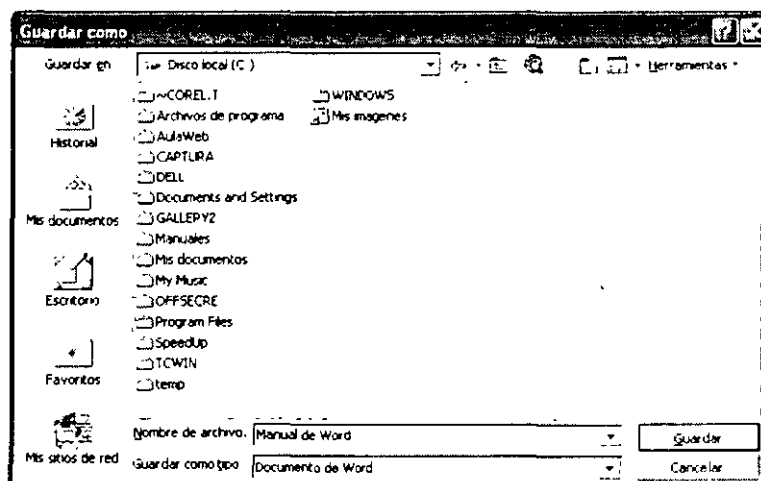 Guardar como
Guardar en Disco local (C:) Herramientas
~COREL.T WINDOWS
Archivos de programa Mis imagenes
AulaWeb
CAPTURA
DELL
Documents and Settings
GALLERY2
Manuales
Mis documentos
My Music
OFFSECRE
Program Files
SpeedUp
TCWIN
temp
Historial
Mis documentos
Escritorio
Favoritos
Mis sitios de red
Nombre de archivo. Manual de Word Guardar
Guardar como tipo Documento de Word Cancelar